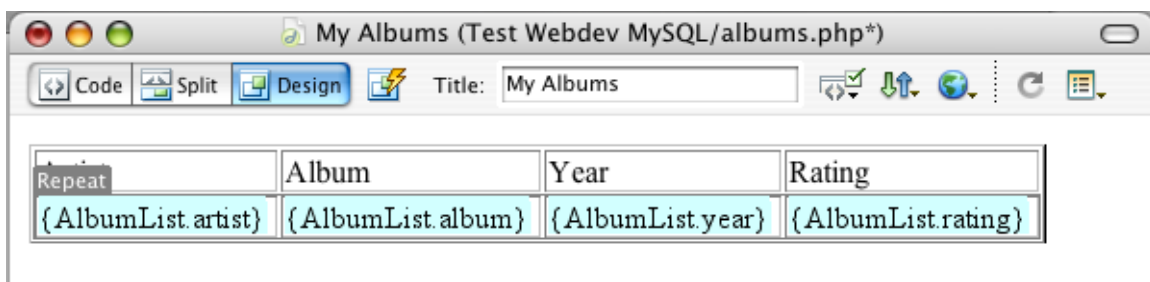 My Albums (Test Webdev MySQL/albums.php*)
Code Split Design Title: My Albums
Album Year Rating
Repeat
{AlbumList.artist} {AlbumList.album} {AlbumList.year} {AlbumList.rating}